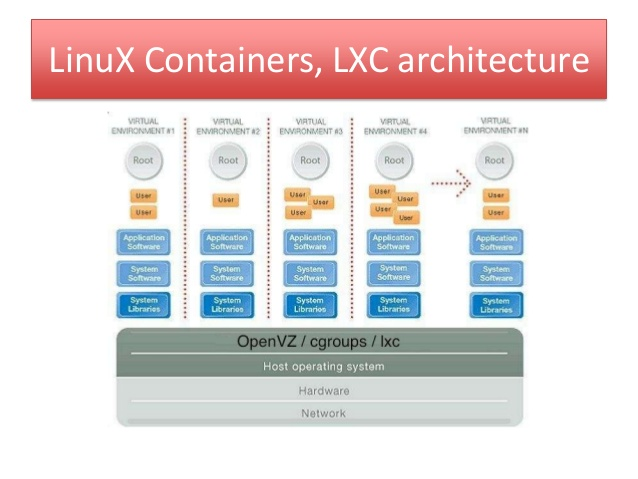 LinuX Containers, LXC architecture
VIRTUAL
ENVIRONMENT #1
VIRTUAL
ENVIRONMENT #2
VIRTUAL
ENVIRONMENT #3
VIRTUAL
ENVIRONMENT #4
VIRTUAL
ENVIRONMENT #N
Root
Root
Root
Root
Root
User
User
User
User
User
User
User
User
User
User
User
User
Application
Software
Application
Software
Application
Software
Application
Software
Application
Software
System
Software
System
Software
System
Software
System
Software
System
Software
System
Libraries
System
Libraries
System
Libraries
System
Libraries
System
Libraries
OpenVZ / cgroups / lxc
Host operating system
Hardware
Network